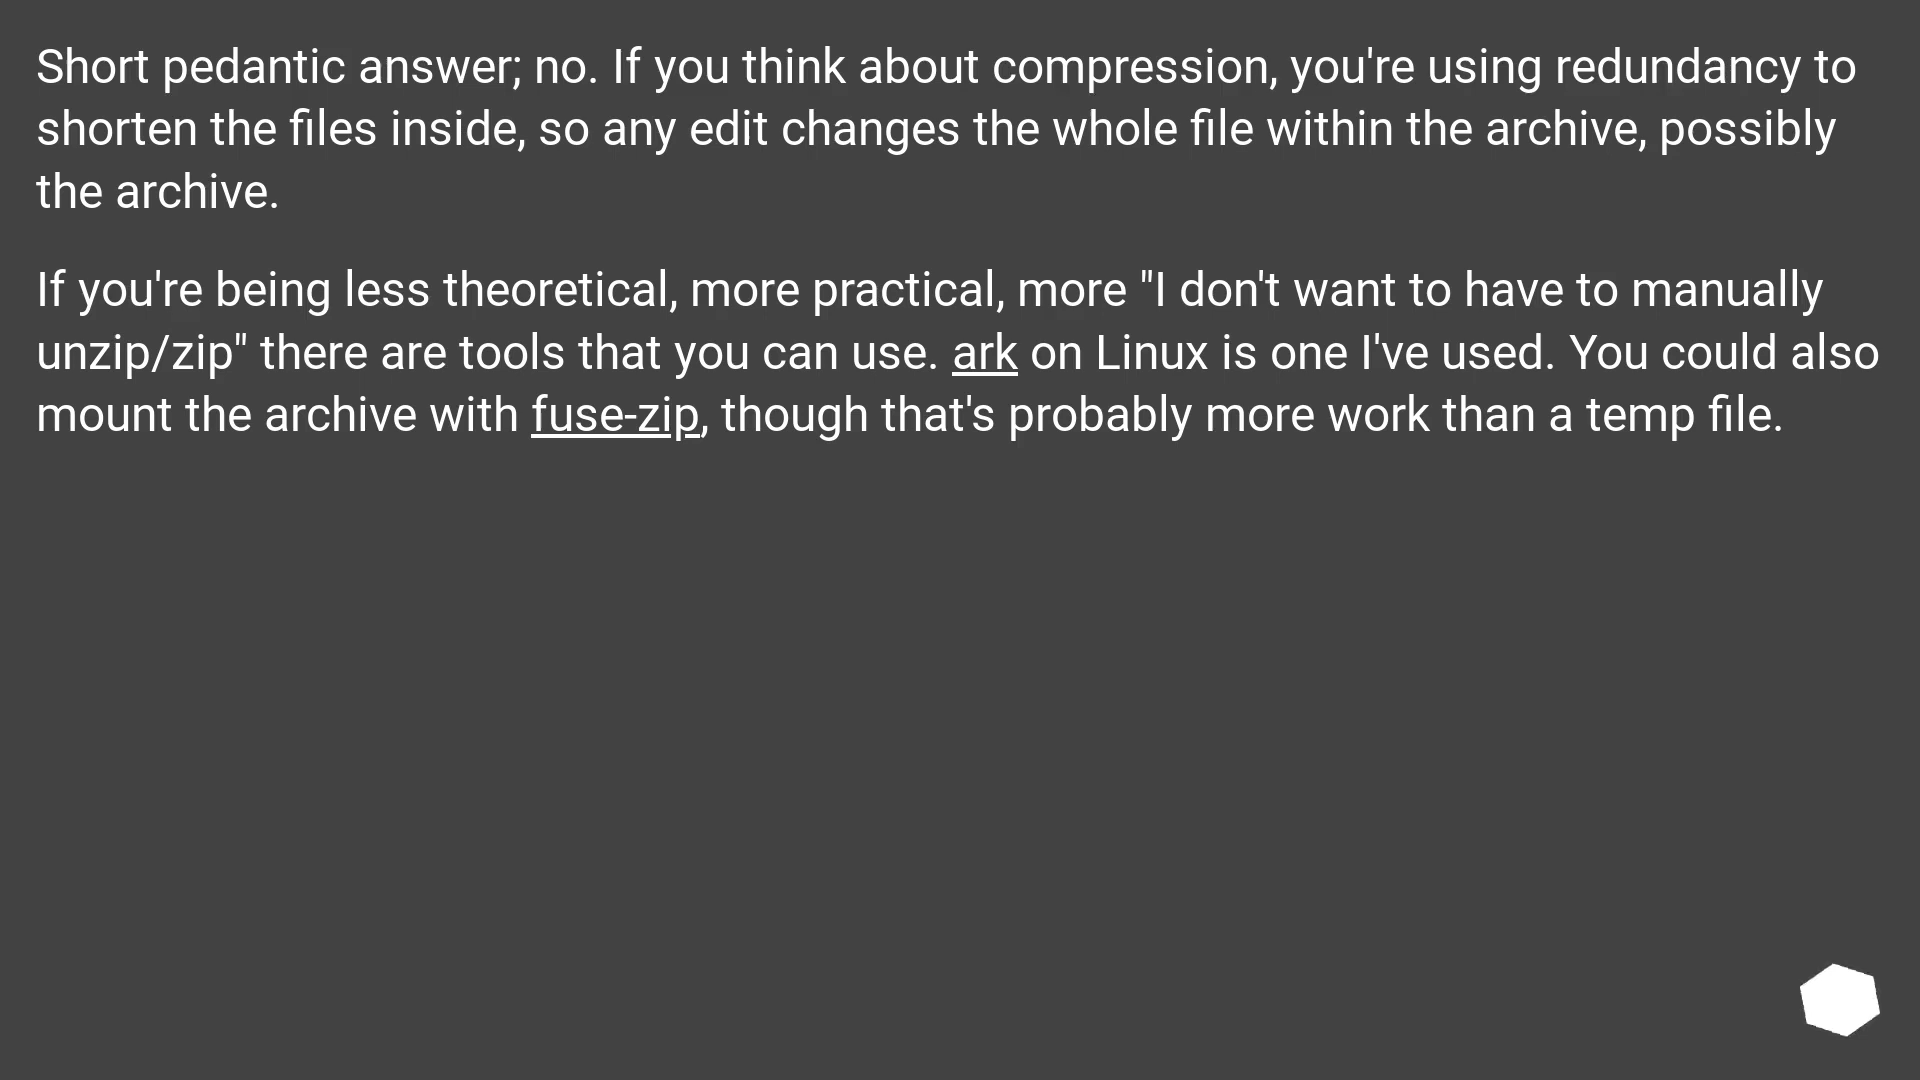 Short pedantic answer; no. If you think about compression, you're using redundancy to
shorten the files inside, so any edit changes the whole file within the archive, possibly
the archive.
If you're being less theoretical, more practical, more "I don't want to have to manually
unzip/zip" there are tools that you can use. ark on Linux is one I've used. You could also
mount the archive with fuse-zip, though that's probably more work than a temp file.